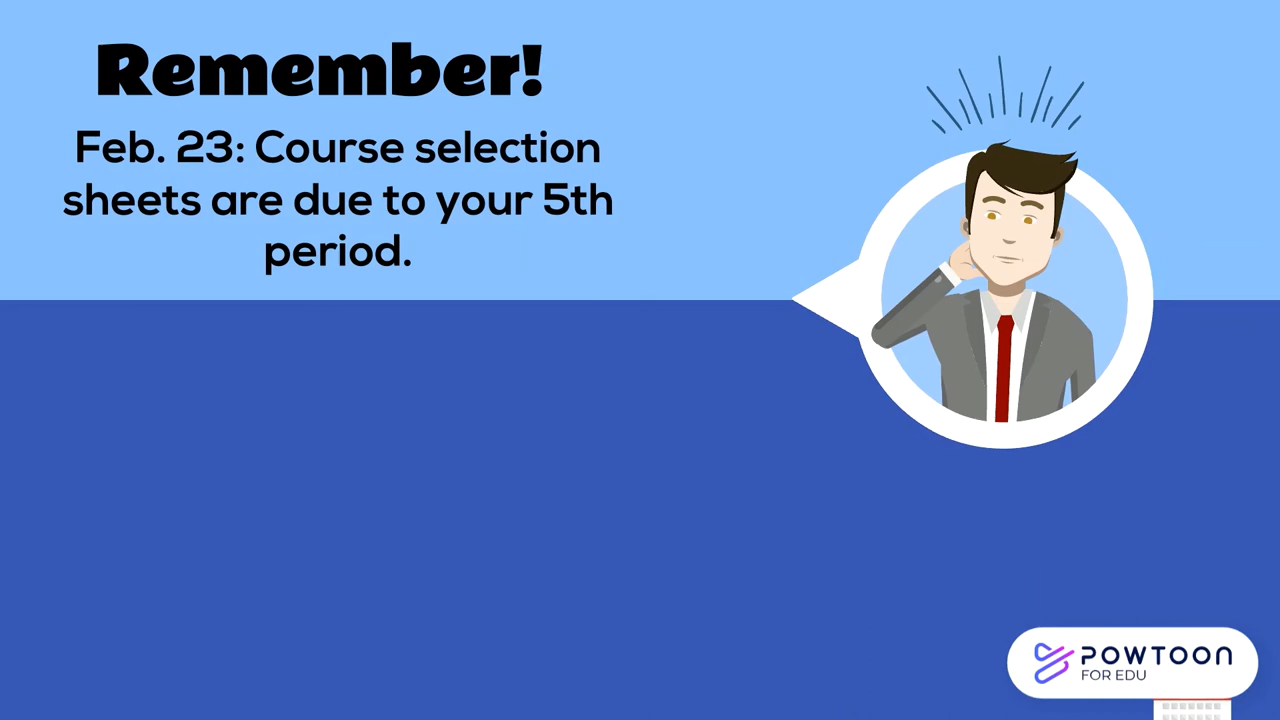 Remember!
Feb. 23: Course selection
sheets are due to your 5th
period.
POWTOON
FOR EDU